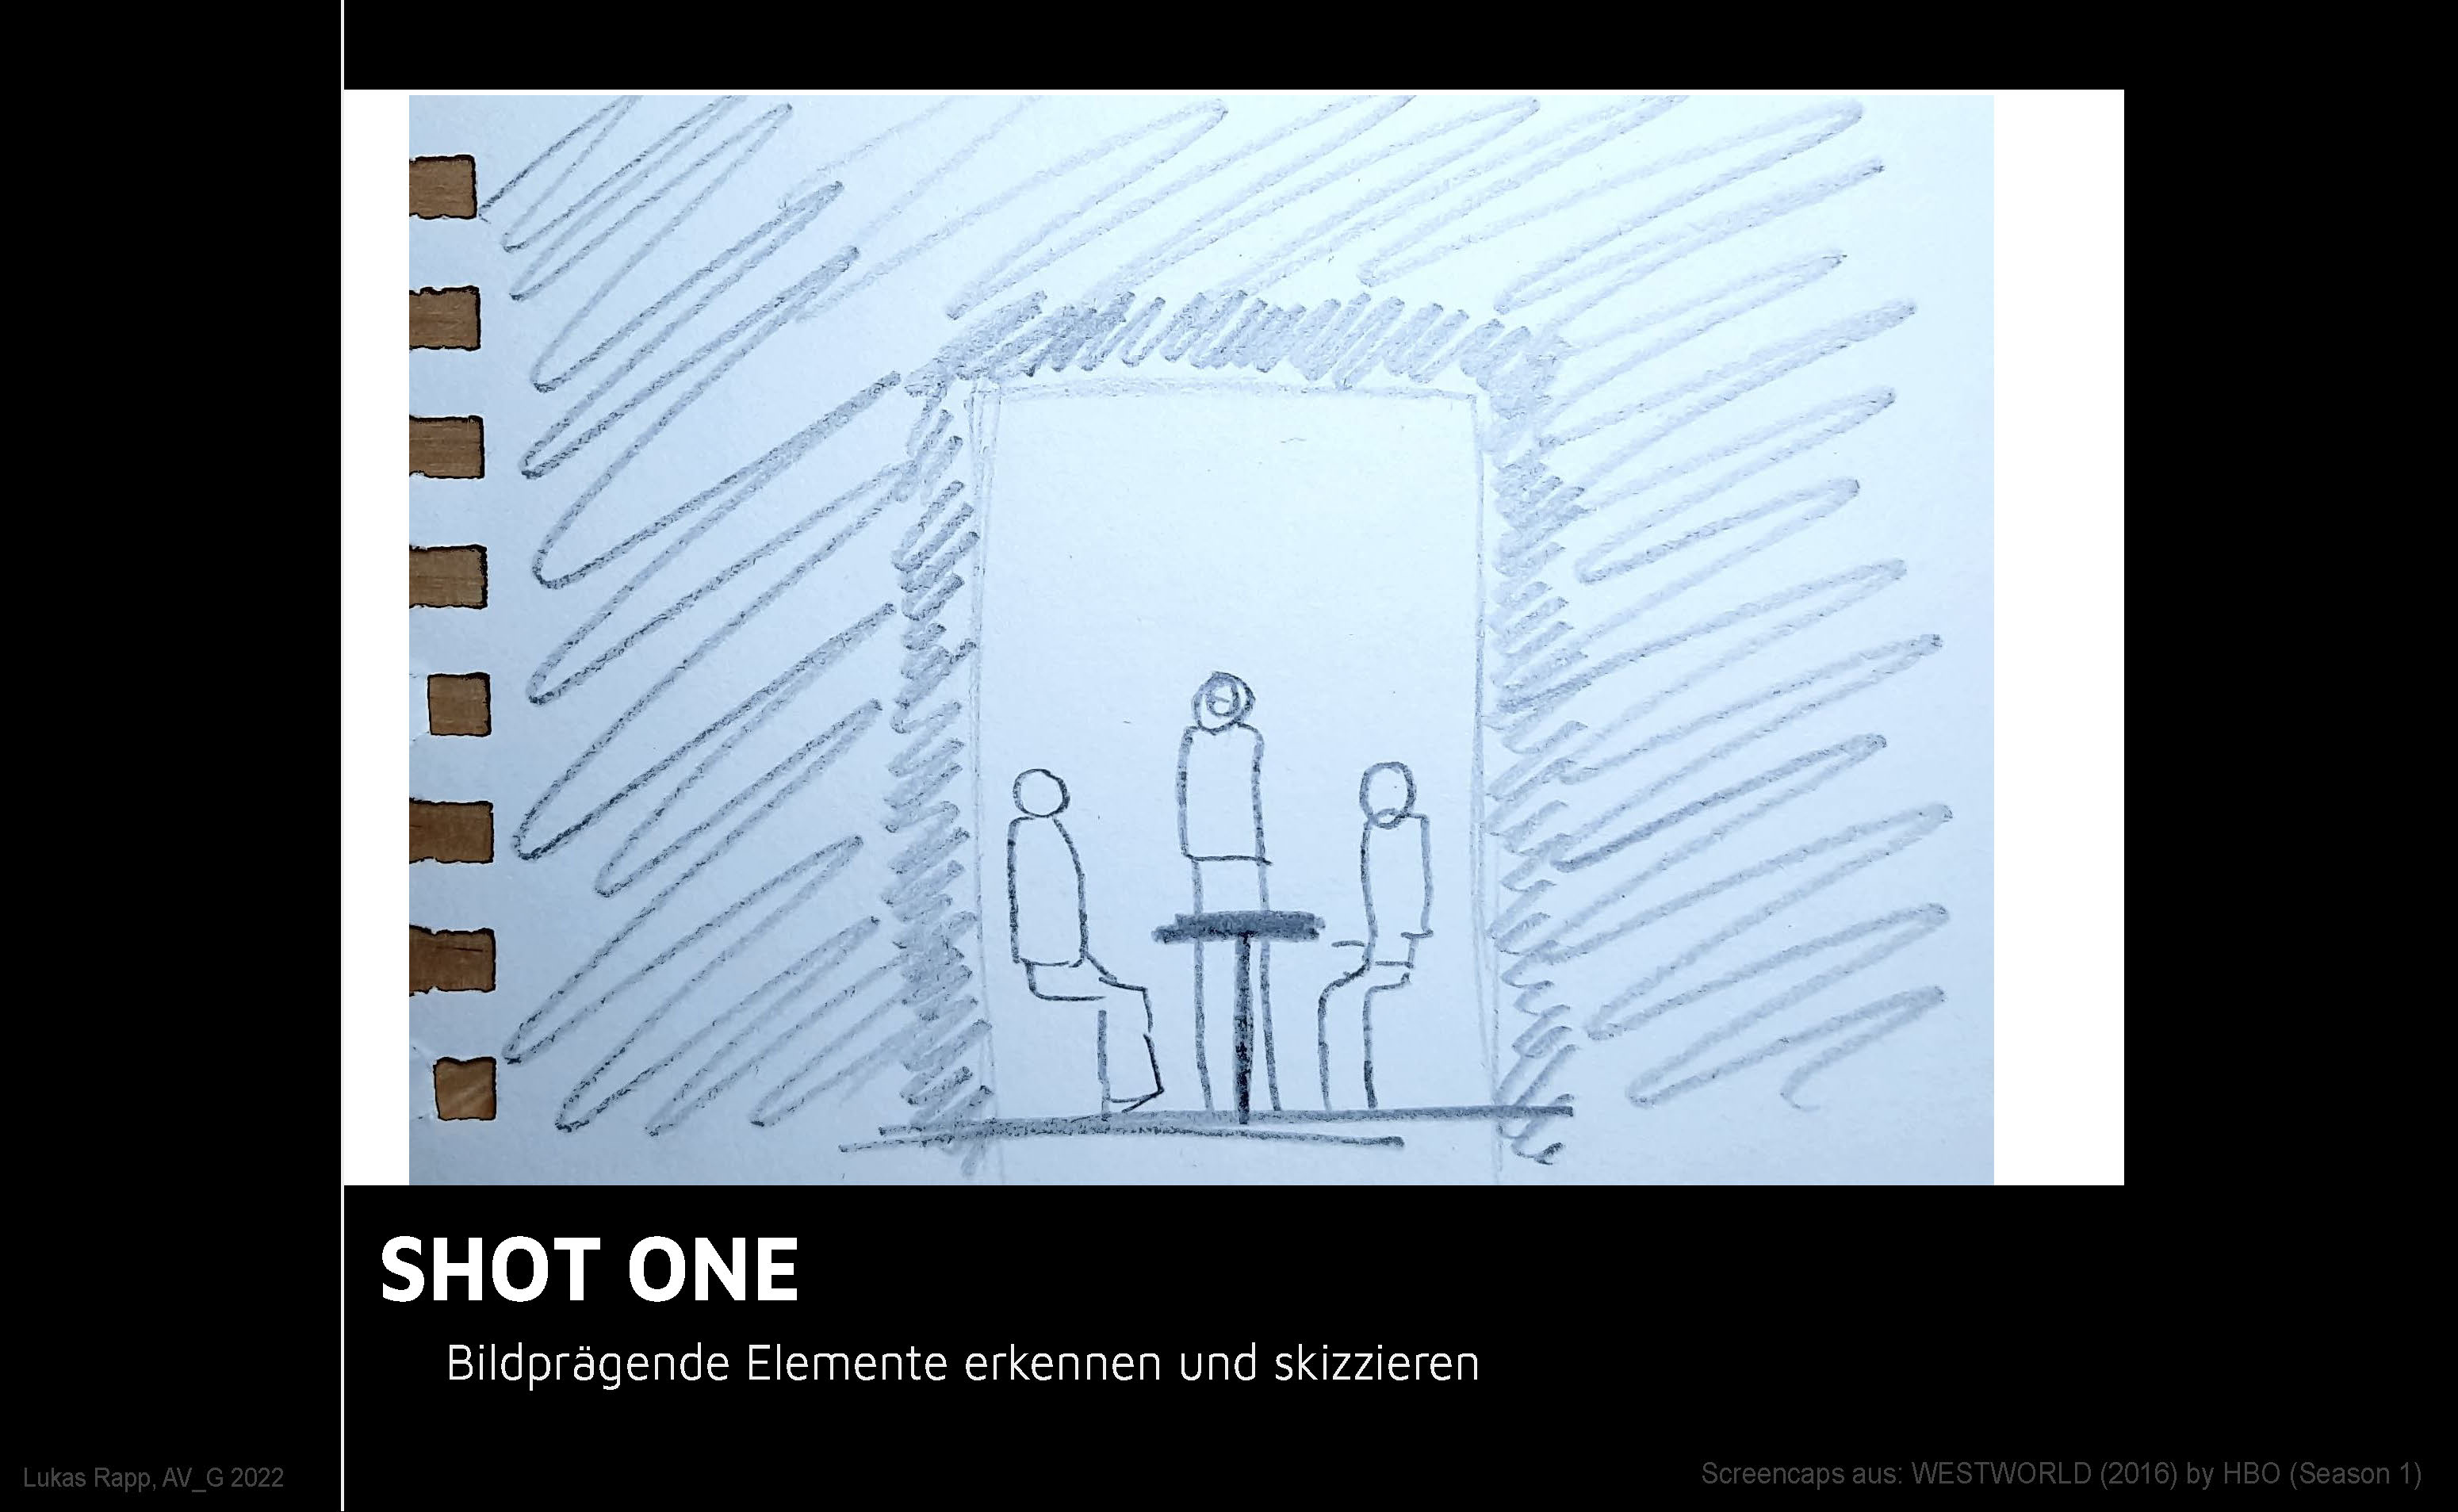 SHOT ONE
Bildprägende Elemente erkennen und skizzieren
Lukas Rapp, AV_G 2022
Screencaps aus: WESTWORLD (2016) by HBO (Season 1)